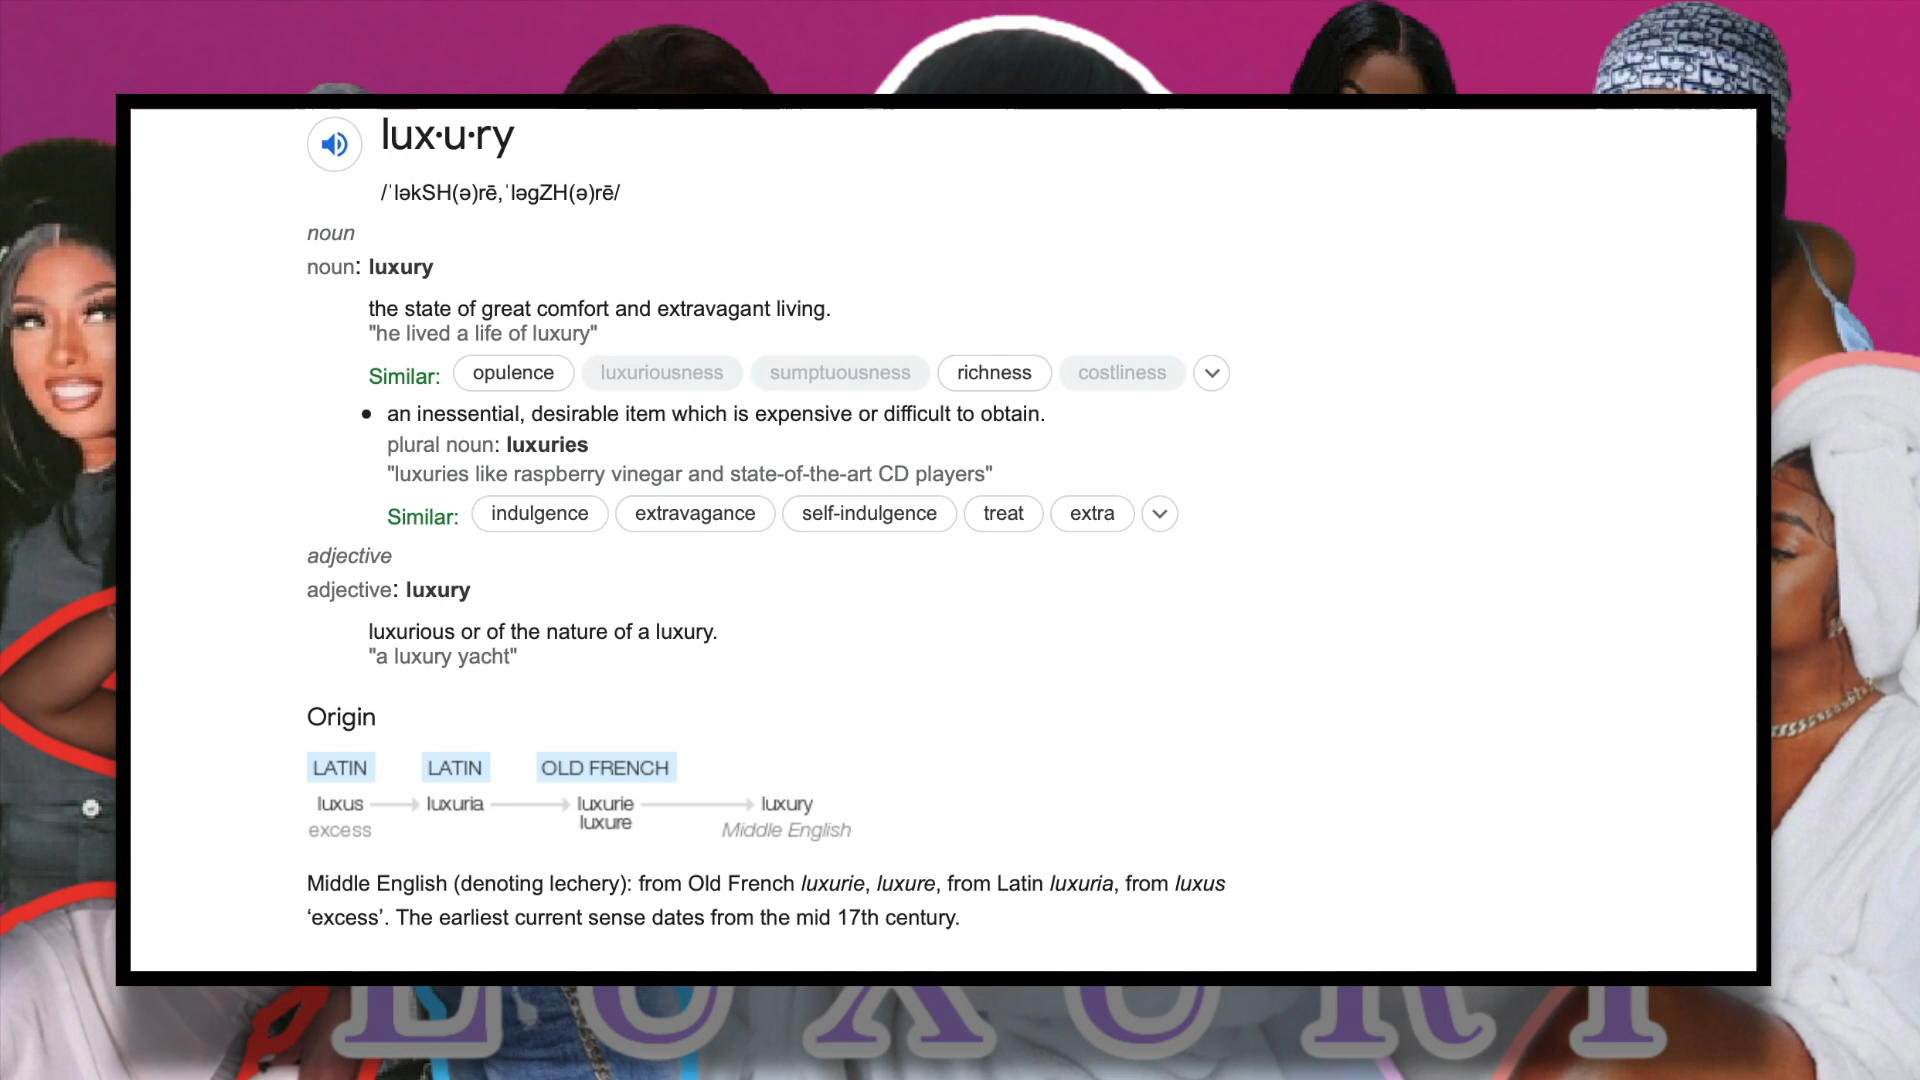 lux·u·ry
/ˈləkSH(ə)rē,ˈləgZH(ə)rē/
noun
noun: luxury
the state of great comfort and extravagant living.
"he lived a life of luxury"
Similar: opulence luxuriousness sumptuousness richness costliness
• an inessential, desirable item which is expensive or difficult to obtain.
plural noun: luxuries
"luxuries like raspberry vinegar and state-of-the-art CD players"
Similar: indulgence extravagance self-indulgence treat extra
adjective
adjective: luxury
luxurious or of the nature of a luxury.
"a luxury yacht"
Origin
LATIN LATIN OLD FRENCH
luxus luxuria luxurie luxury
luxure
excess Middle English
Middle English (denoting lechery): from Old French luxurie, luxure, from Latin luxuria, from luxus
‘excess’. The earliest current sense dates from the mid 17th century.
LUXURY